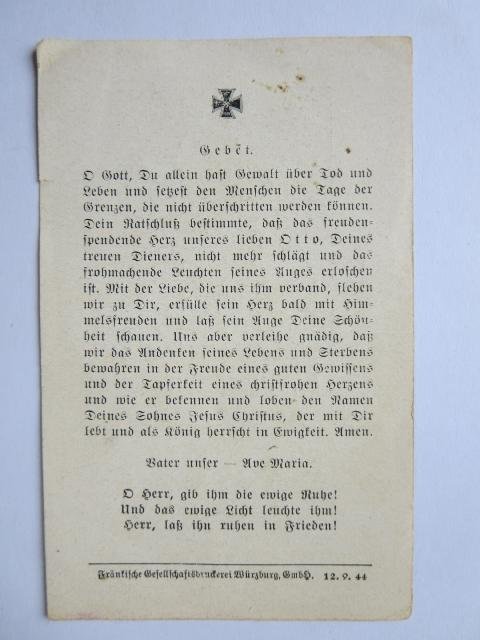 Gebet.
O Gott, Du allein hast Gewalt über Tod und
Leben und setzest den Menschen die Tage der
Grenzen, die nicht überschritten werden können.
Dein Ratschluß bestimmte, daß das freuden-
spendende Herz unseres lieben Otto, Deines
treuen Dieners, nicht mehr schlägt und das
frohmachende Leuchten seines Auges erloschen
ist. Mit der Liebe, die uns ihm verband, flehen
wir zu Dir, erfülle sein Herz bald mit Him-
melsfreuden und laß sein Auge Deine Schön-
heit schauen. Uns aber verleihe gnädig, daß
wir das Andenken seines Lebens und Sterbens
bewahren in der Freude eines guten Gewissens
und der Tapferkeit eines christfrohen Herzens
und wie er bekennen und loben den Namen
Deines Sohnes Jesus Christus, der mit Dir
lebt und als König herrscht in Ewigkeit. Amen.
Vater unser — Ave Maria.
O Herr, gib ihm die ewige Ruhe!
Und das ewige Licht leuchte ihm!
Herr, laß ihn ruhen in Frieden!
Fränkische Gesellschaftsdruckerei Würzburg, GmbH. 12. 9. 44